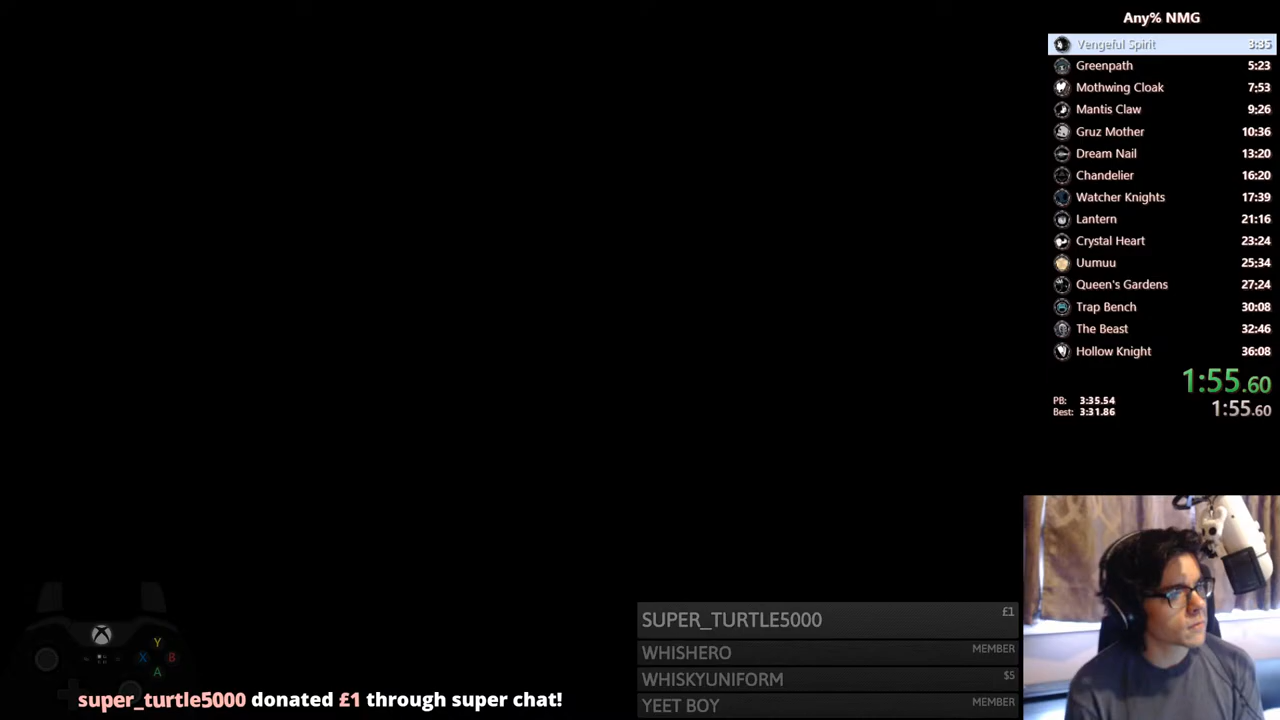 Any% NMG
Vengeful Spirit 3:35
Greenpath 5:23
Mothwing Cloak 7:53
Mantis Claw 9:26
Gruz Mother 10:36
Dream Nail 13:20
Chandelier 16:20
Watcher Knights 17:39
Lantern 21:16
Crystal Heart 23:24
Uumuu 25:34
Queen's Gardens 27:24
Trap Bench 30:08
The Beast 32:46
Hollow Knight 36:08
1:55.60
PB: 3:35.54
Best: 3:31.86
1:55.60
SUPER_TURTLE5000 £1
WHISHERO MEMBER
WHISKYUNIFORM $5
YEET BOY MEMBER
Y
X B
A
super_turtle5000 donated £1 through super chat!